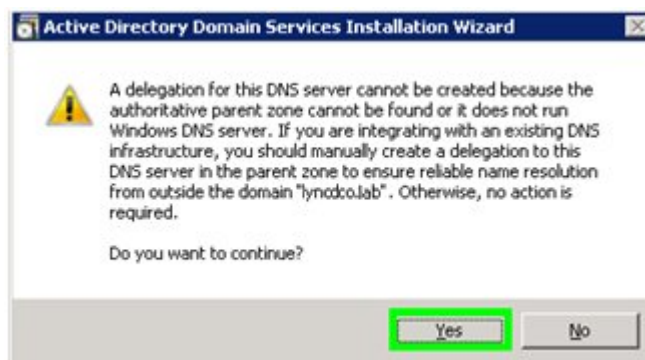 Active Directory Domain Services Installation Wizard
A delegation for this DNS server cannot be created because the
authoritative parent zone cannot be found or it does not run
Windows DNS server. If you are integrating with an existing DNS
infrastructure, you should manually create a delegation to this
DNS server in the parent zone to ensure reliable name resolution
from outside the domain "lyncdco.lab". Otherwise, no action is
required.
Do you want to continue?
Yes
No